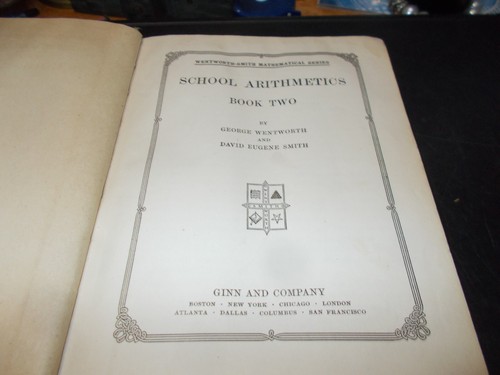 WENTWORTH-SMITH MATHEMATICAL SERIES
SCHOOL ARITHMETICS
BOOK TWO
BY
GEORGE WENTWORTH
AND
DAVID EUGENE SMITH
GINN AND COMPANY
BOSTON · NEW YORK · CHICAGO · LONDON
ATLANTA · DALLAS · COLUMBUS · SAN FRANCISCO